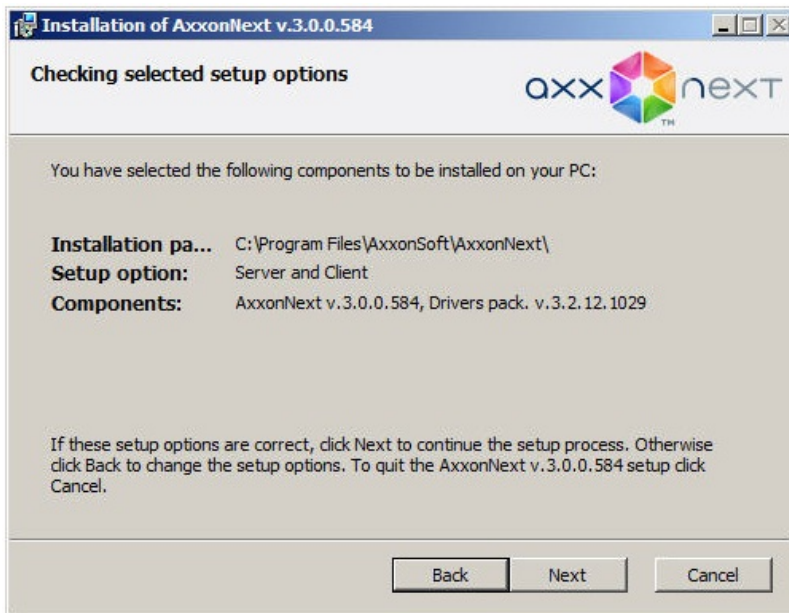 Installation of AxxonNext v.3.0.0.584
Checking selected setup options
axx next
TM
You have selected the following components to be installed on your PC:
Installation pa... C:\Program Files\AxxonSoft\AxxonNext\
Setup option: Server and Client
Components: AxxonNext v.3.0.0.584, Drivers pack. v.3.2.12.1029
If these setup options are correct, click Next to continue the setup process. Otherwise
click Back to change the setup options. To quit the AxxonNext v.3.0.0.584 setup click
Cancel.
Back Next Cancel